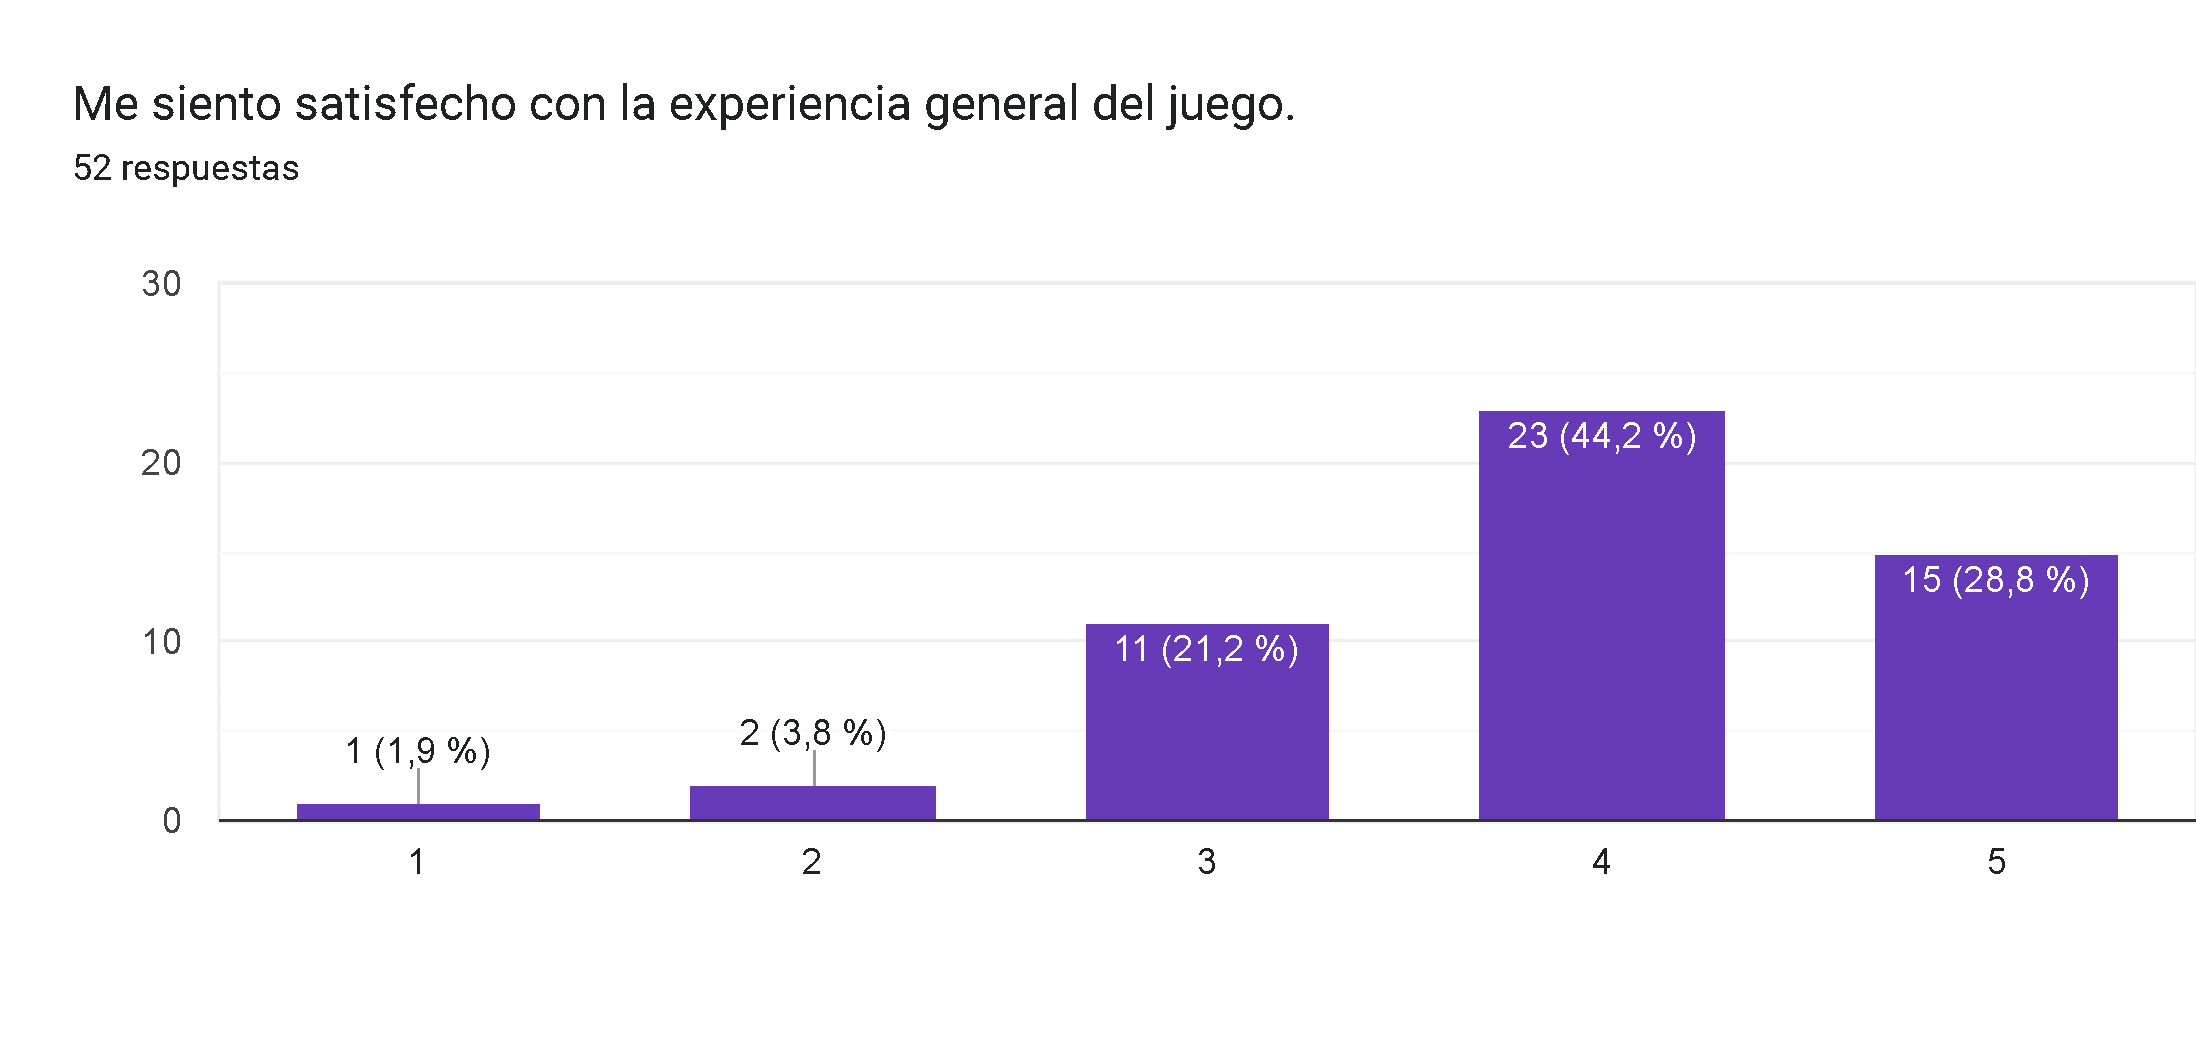 Me siento satisfecho con la experiencia general del juego.
52 respuestas
30
20
10
0
1 (1,9 %)
2 (3,8 %)
11 (21,2 %)
23 (44,2 %)
15 (28,8 %)
1
2
3
4
5